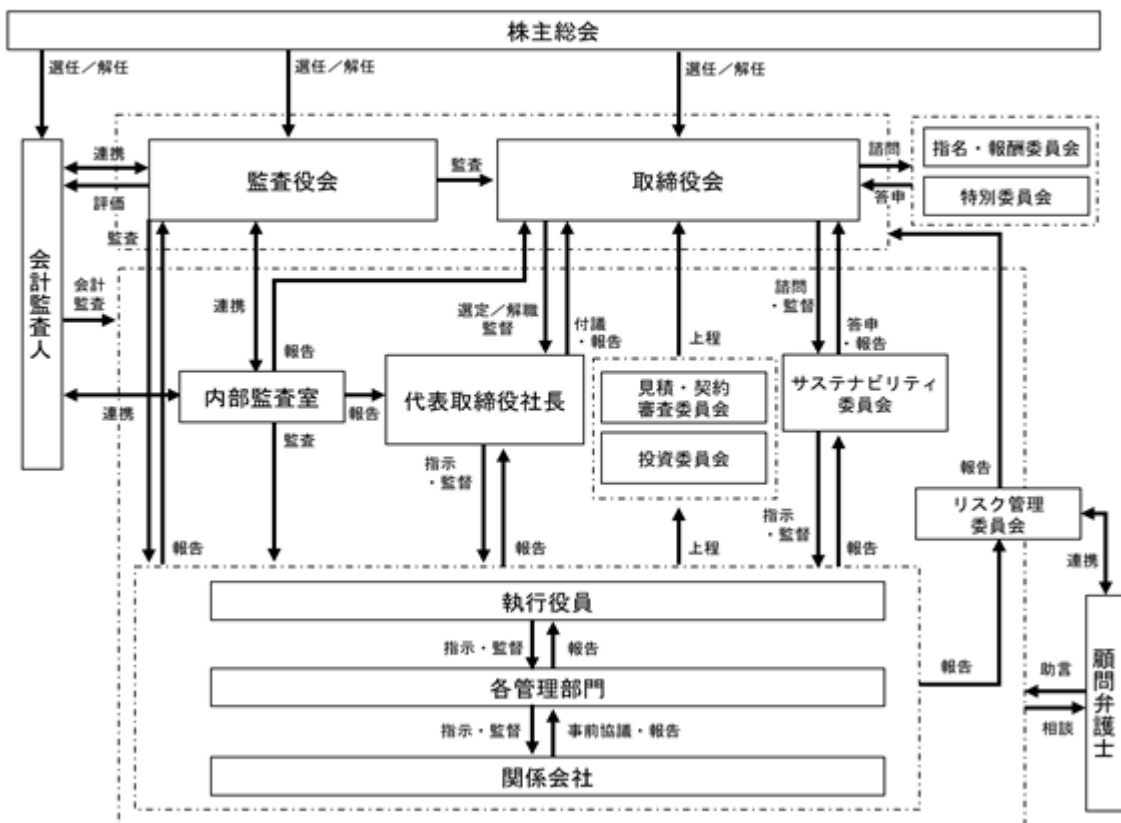 株主総会
選任／解任
選任／解任
選任／解任
連携
評価
監査役会
監査
取締役会
諮問
答申
指名・報酬委員会
特別委員会
監査
会計監査人
会計
監査
連携
報告
選定／解職
監督
付議
・報告
上程
諮問
・監督
答申
・報告
連携
内部監査室
報告
代表取締役社長
見積・契約
審査委員会
投資委員会
サステナビリティ
委員会
監査
指示
・監督
報告
リスク管理
委員会
報告
報告
上程
指示
・監督
報告
連携
執行役員
指示・監督
報告
各管理部門
報告
助言
相談
顧問弁護士
指示・監督
事前協議・報告
関係会社